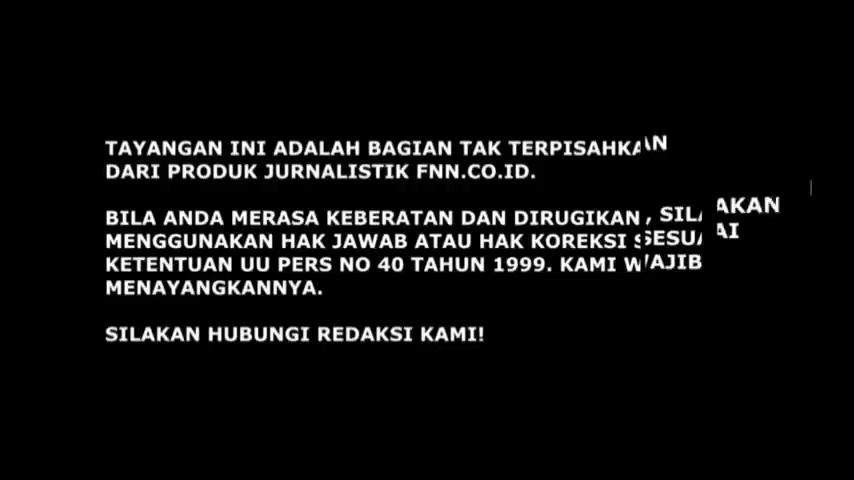 TAYANGAN INI ADALAH BAGIAN TAK TERPISAHKAN
DARI PRODUK JURNALISTIK FNN.CO.ID.
BILA ANDA MERASA KEBERATAN DAN DIRUGIKAN, SILAKAN
MENGGUNAKAN HAK JAWAB ATAU HAK KOREKSI SESUAI
KETENTUAN UU PERS NO 40 TAHUN 1999. KAMI WAJIB
MENAYANGKANNYA.
SILAKAN HUBUNGI REDAKSI KAMI!